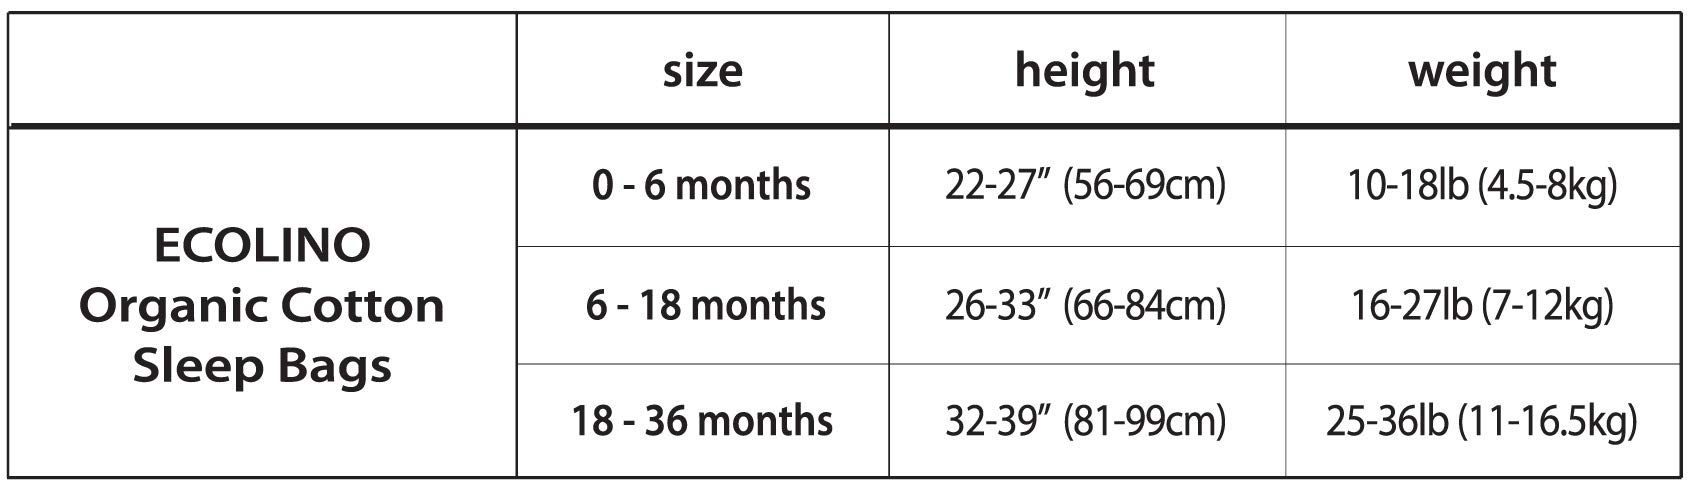 size height weight
0 - 6 months 22-27” (56-69cm) 10-18lb (4.5-8kg)
ECOLINO
Organic Cotton
Sleep Bags
6 - 18 months 26-33” (66-84cm) 16-27lb (7-12kg)
18 - 36 months 32-39” (81-99cm) 25-36lb (11-16.5kg)